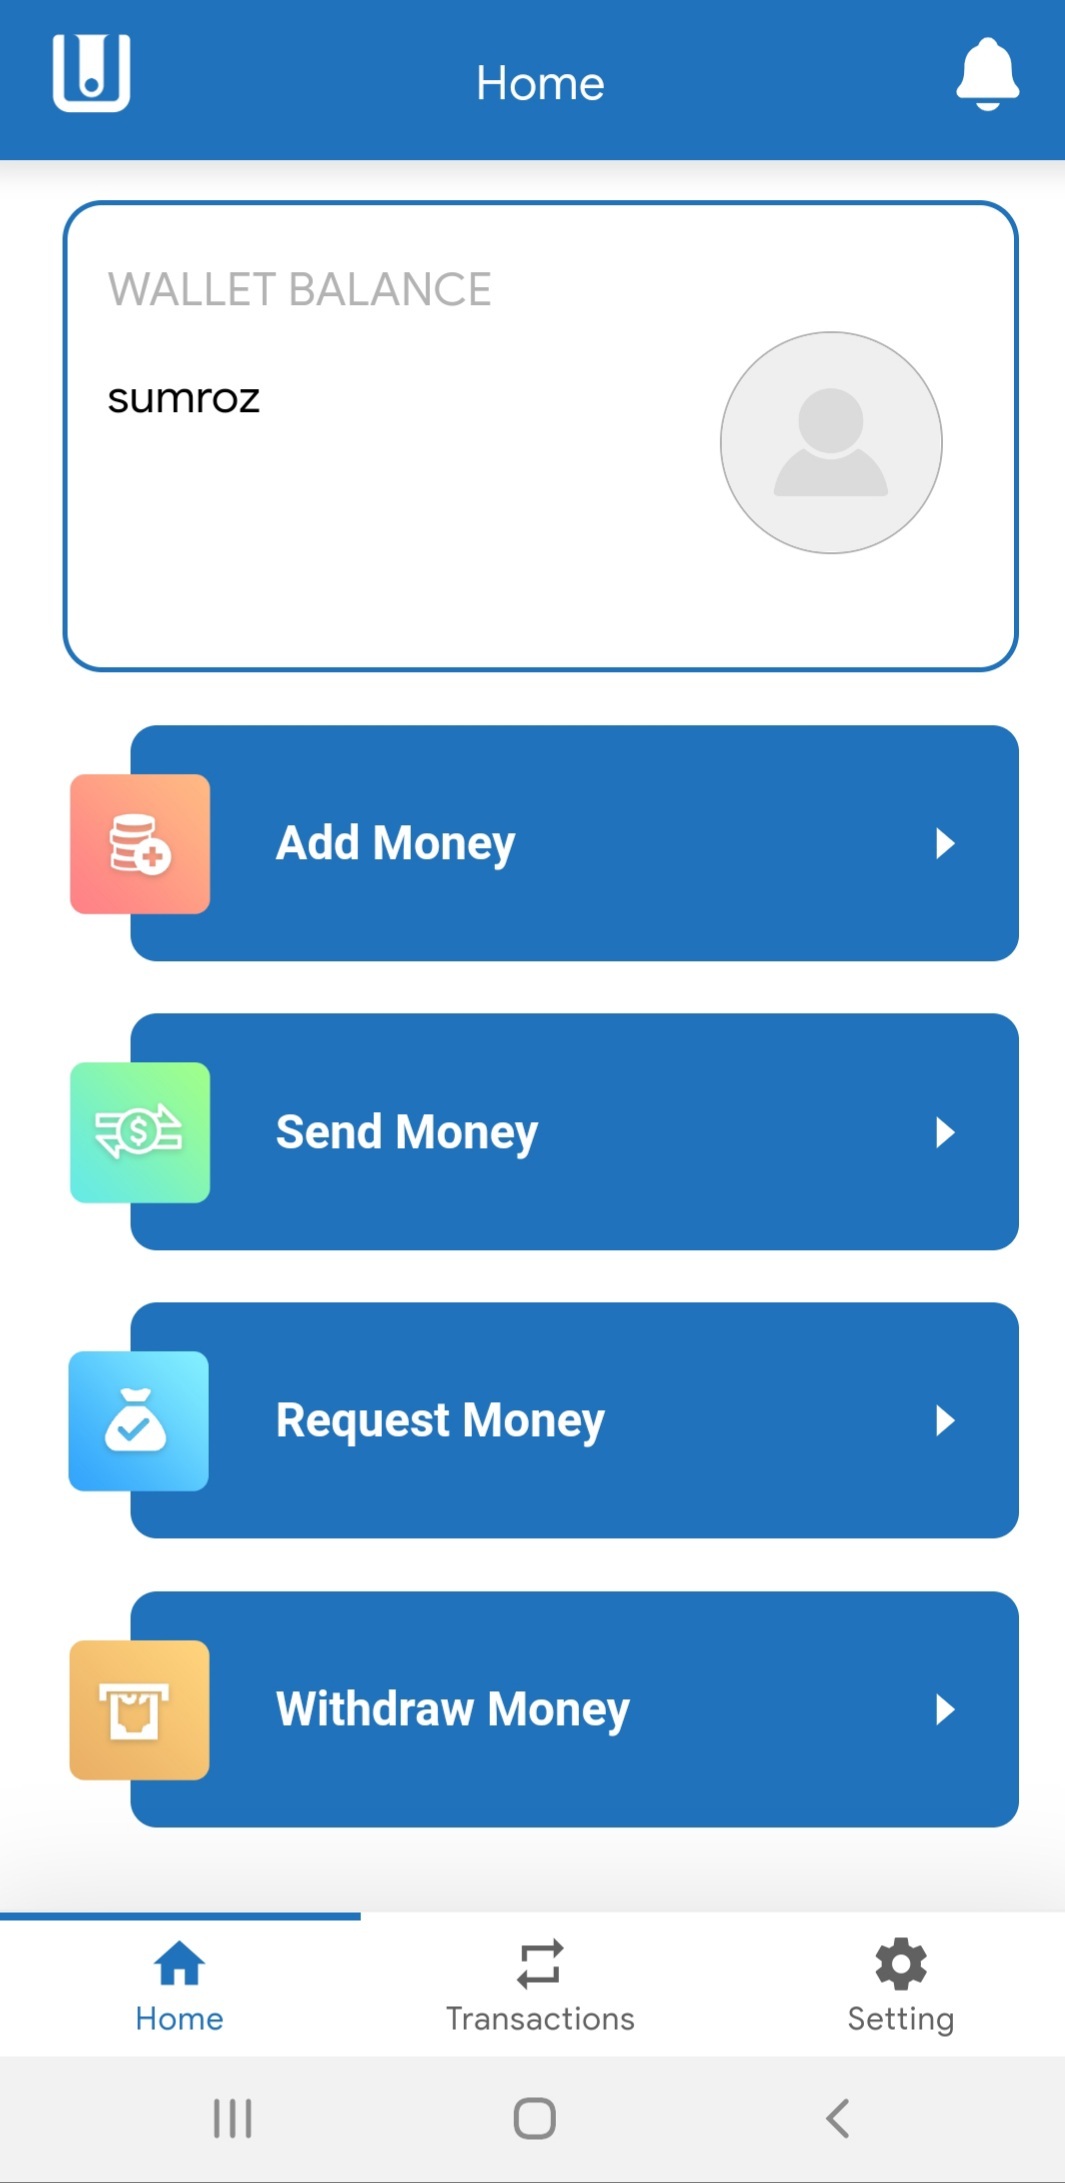 Home
WALLET BALANCE
sumroz
Add Money
Send Money
Request Money
Withdraw Money
Home
Transactions
Setting